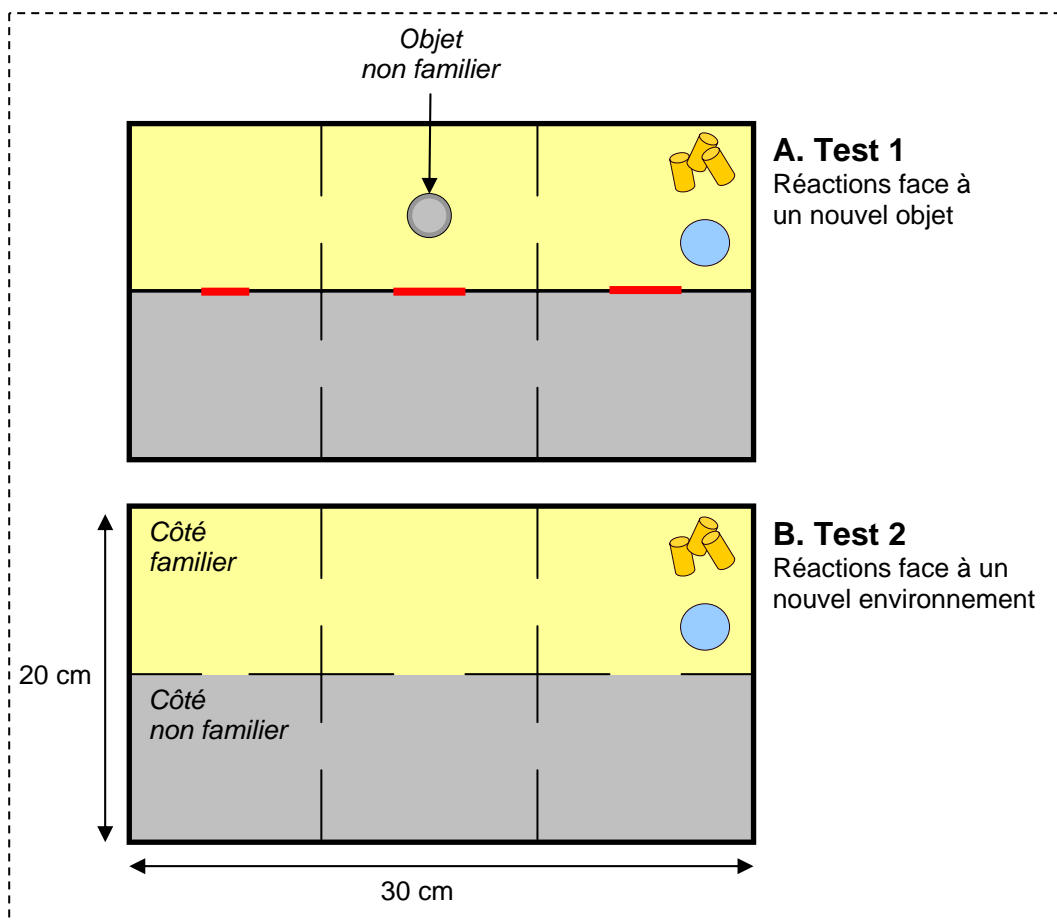 Objet
non familier
A. Test 1
Réactions face à
un nouvel objet
Côté
familier
B. Test 2
Réactions face à un
nouvel environnement
20 cm
Côté
non familier
30 cm